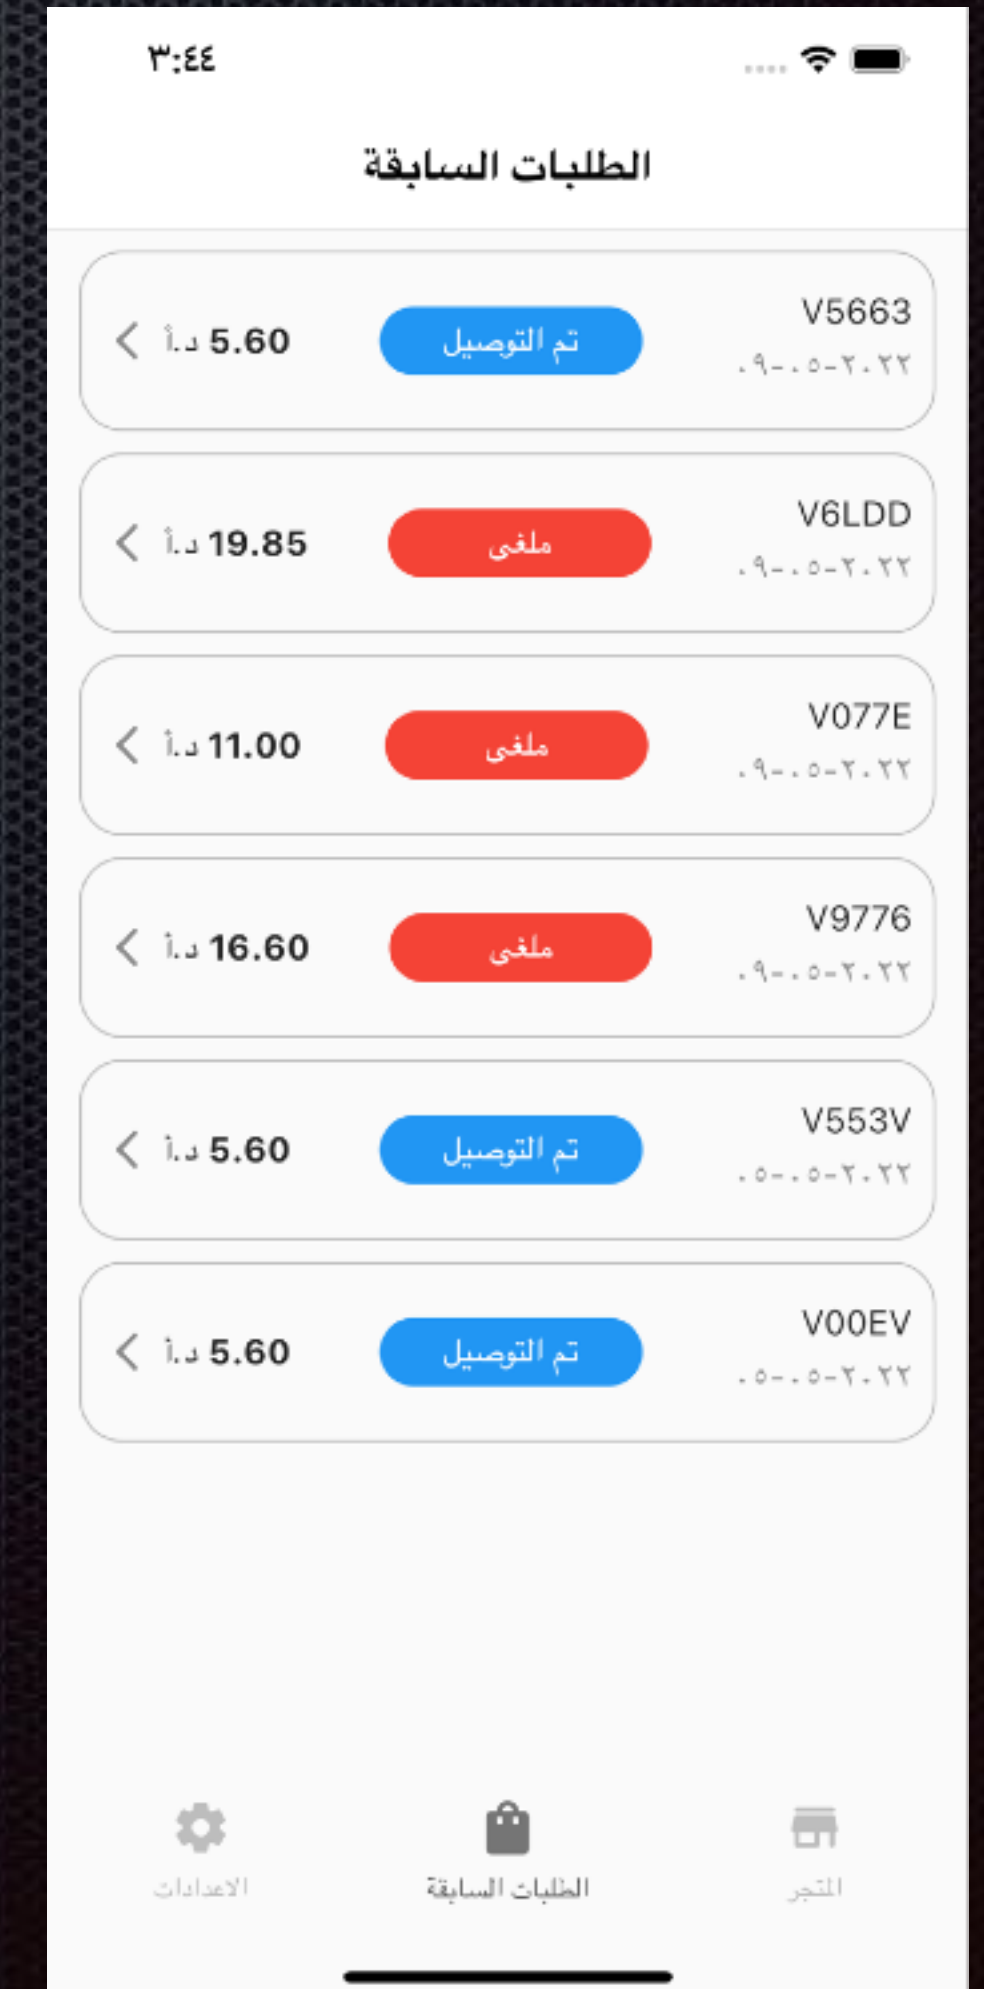 ٣:٤٤
الطلبات السابقة
V5663
٢٠٢٢-٠٥-٠٩
تم التوصيل
5.60 د.أ
V6LDD
٢٠٢٢-٠٥-٠٩
ملغى
19.85 د.أ
V077E
٢٠٢٢-٠٥-٠٩
ملغى
11.00 د.أ
V9776
٢٠٢٢-٠٥-٠٩
ملغى
16.60 د.أ
V553V
٢٠٢٢-٠٥-٠٥
تم التوصيل
5.60 د.أ
V00EV
٢٠٢٢-٠٥-٠٥
تم التوصيل
5.60 د.أ
المتجر
الطلبات السابقة
الاعدادات